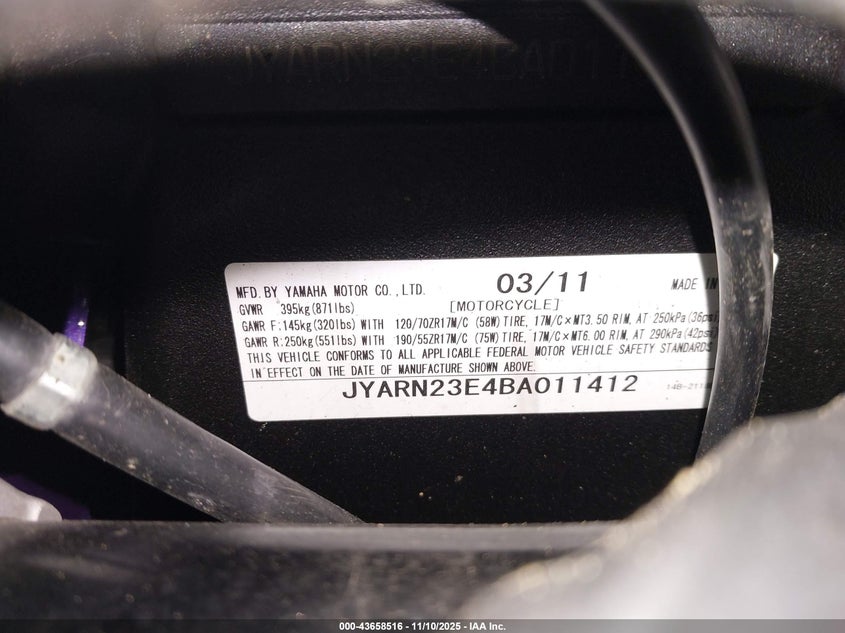 JYARN23E4BA011
MFD. BY YAMAHA MOTOR CO., LTD. 03/11 MADE IN
GVWR 395kg(871lbs) [MOTORCYCLE]
GAWR F:145kg(320lbs) WITH 120/70ZR17M/C (58W) TIRE, 17M/C×MT3.50 RIM, AT 250kPa(36psi)
GAWR R:250kg(551lbs) WITH 190/55ZR17M/C (75W) TIRE, 17M/C×MT6.00 RIM, AT 290kPa(42psi)
THIS VEHICLE CONFORMS TO ALL APPLICABLE FEDERAL MOTOR VEHICLE SAFETY STANDARDS
IN EFFECT ON THE DATE OF MANUFACTURE SHOWN ABOVE.
JYARN23E4BA011412
000-43658516 - 11/10/2025 - IAA Inc.